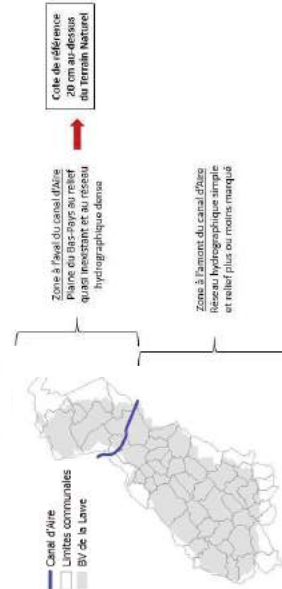 Canal d'Aire
Limites communales
BV de la Lawe
Zone à l'aval du canal d'Aire
Plaine du Bas-Pays au relief
quasi inexistant et au réseau
hydrographique dense
Cote de référence
20 cm au-dessus
du Terrain Naturel
Zone à l'amont du canal d'Aire
Réseau hydrographique simple
et relief plus ou moins marqué